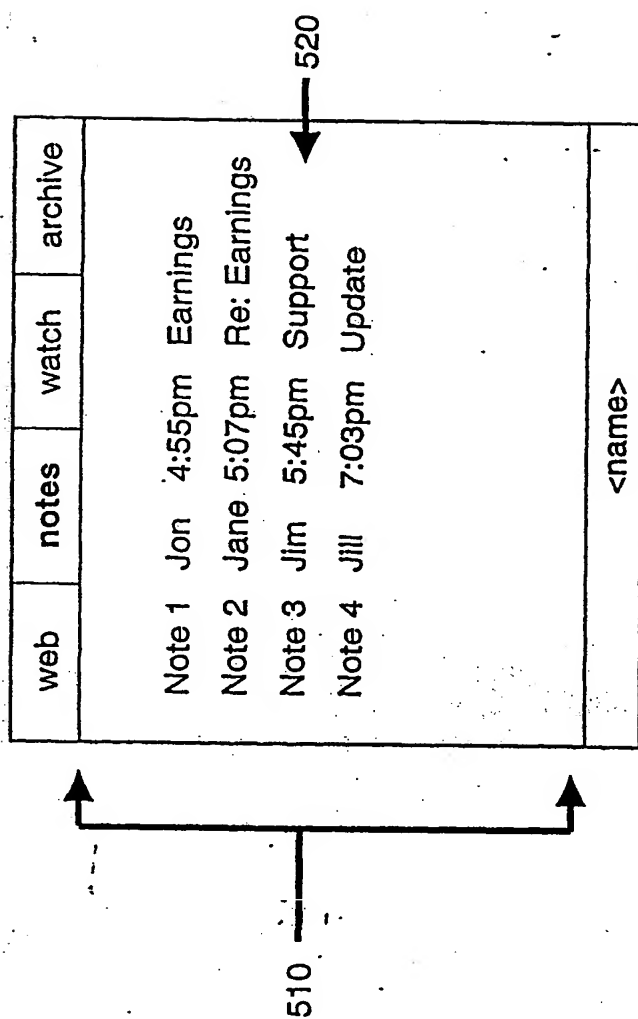 web notes watch archive
Note 1 Jon 4:55pm Earnings
Note 2 Jane 5:07pm Re: Earnings
Note 3 Jim 5:45pm Support
Note 4 Jill 7:03pm Update
<name>
510
520